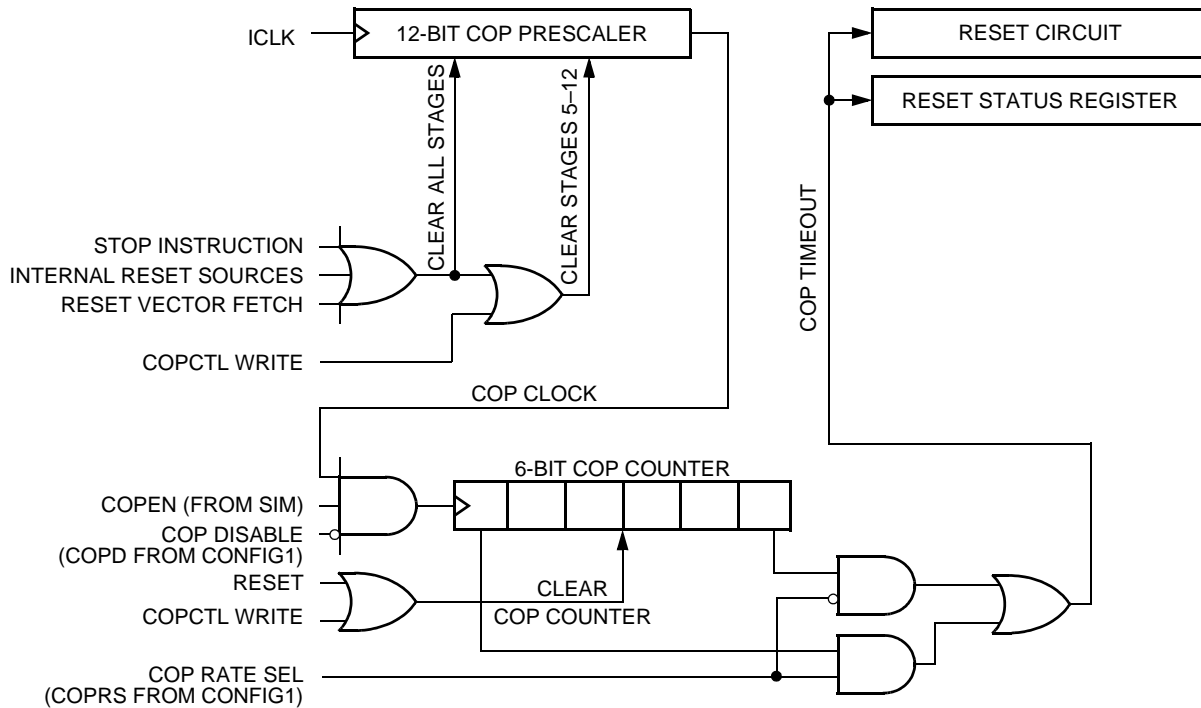 ICLK
12-BIT COP PRESCALER
RESET CIRCUIT
RESET STATUS REGISTER
CLEAR ALL STAGES
CLEAR STAGES 5–12
COP TIMEOUT
STOP INSTRUCTION
INTERNAL RESET SOURCES
RESET VECTOR FETCH
COPCTL WRITE
COP CLOCK
6-BIT COP COUNTER
COPEN (FROM SIM)
COP DISABLE
(COPD FROM CONFIG1)
RESET
COPCTL WRITE
CLEAR
COP COUNTER
COP RATE SEL
(COPRS FROM CONFIG1)